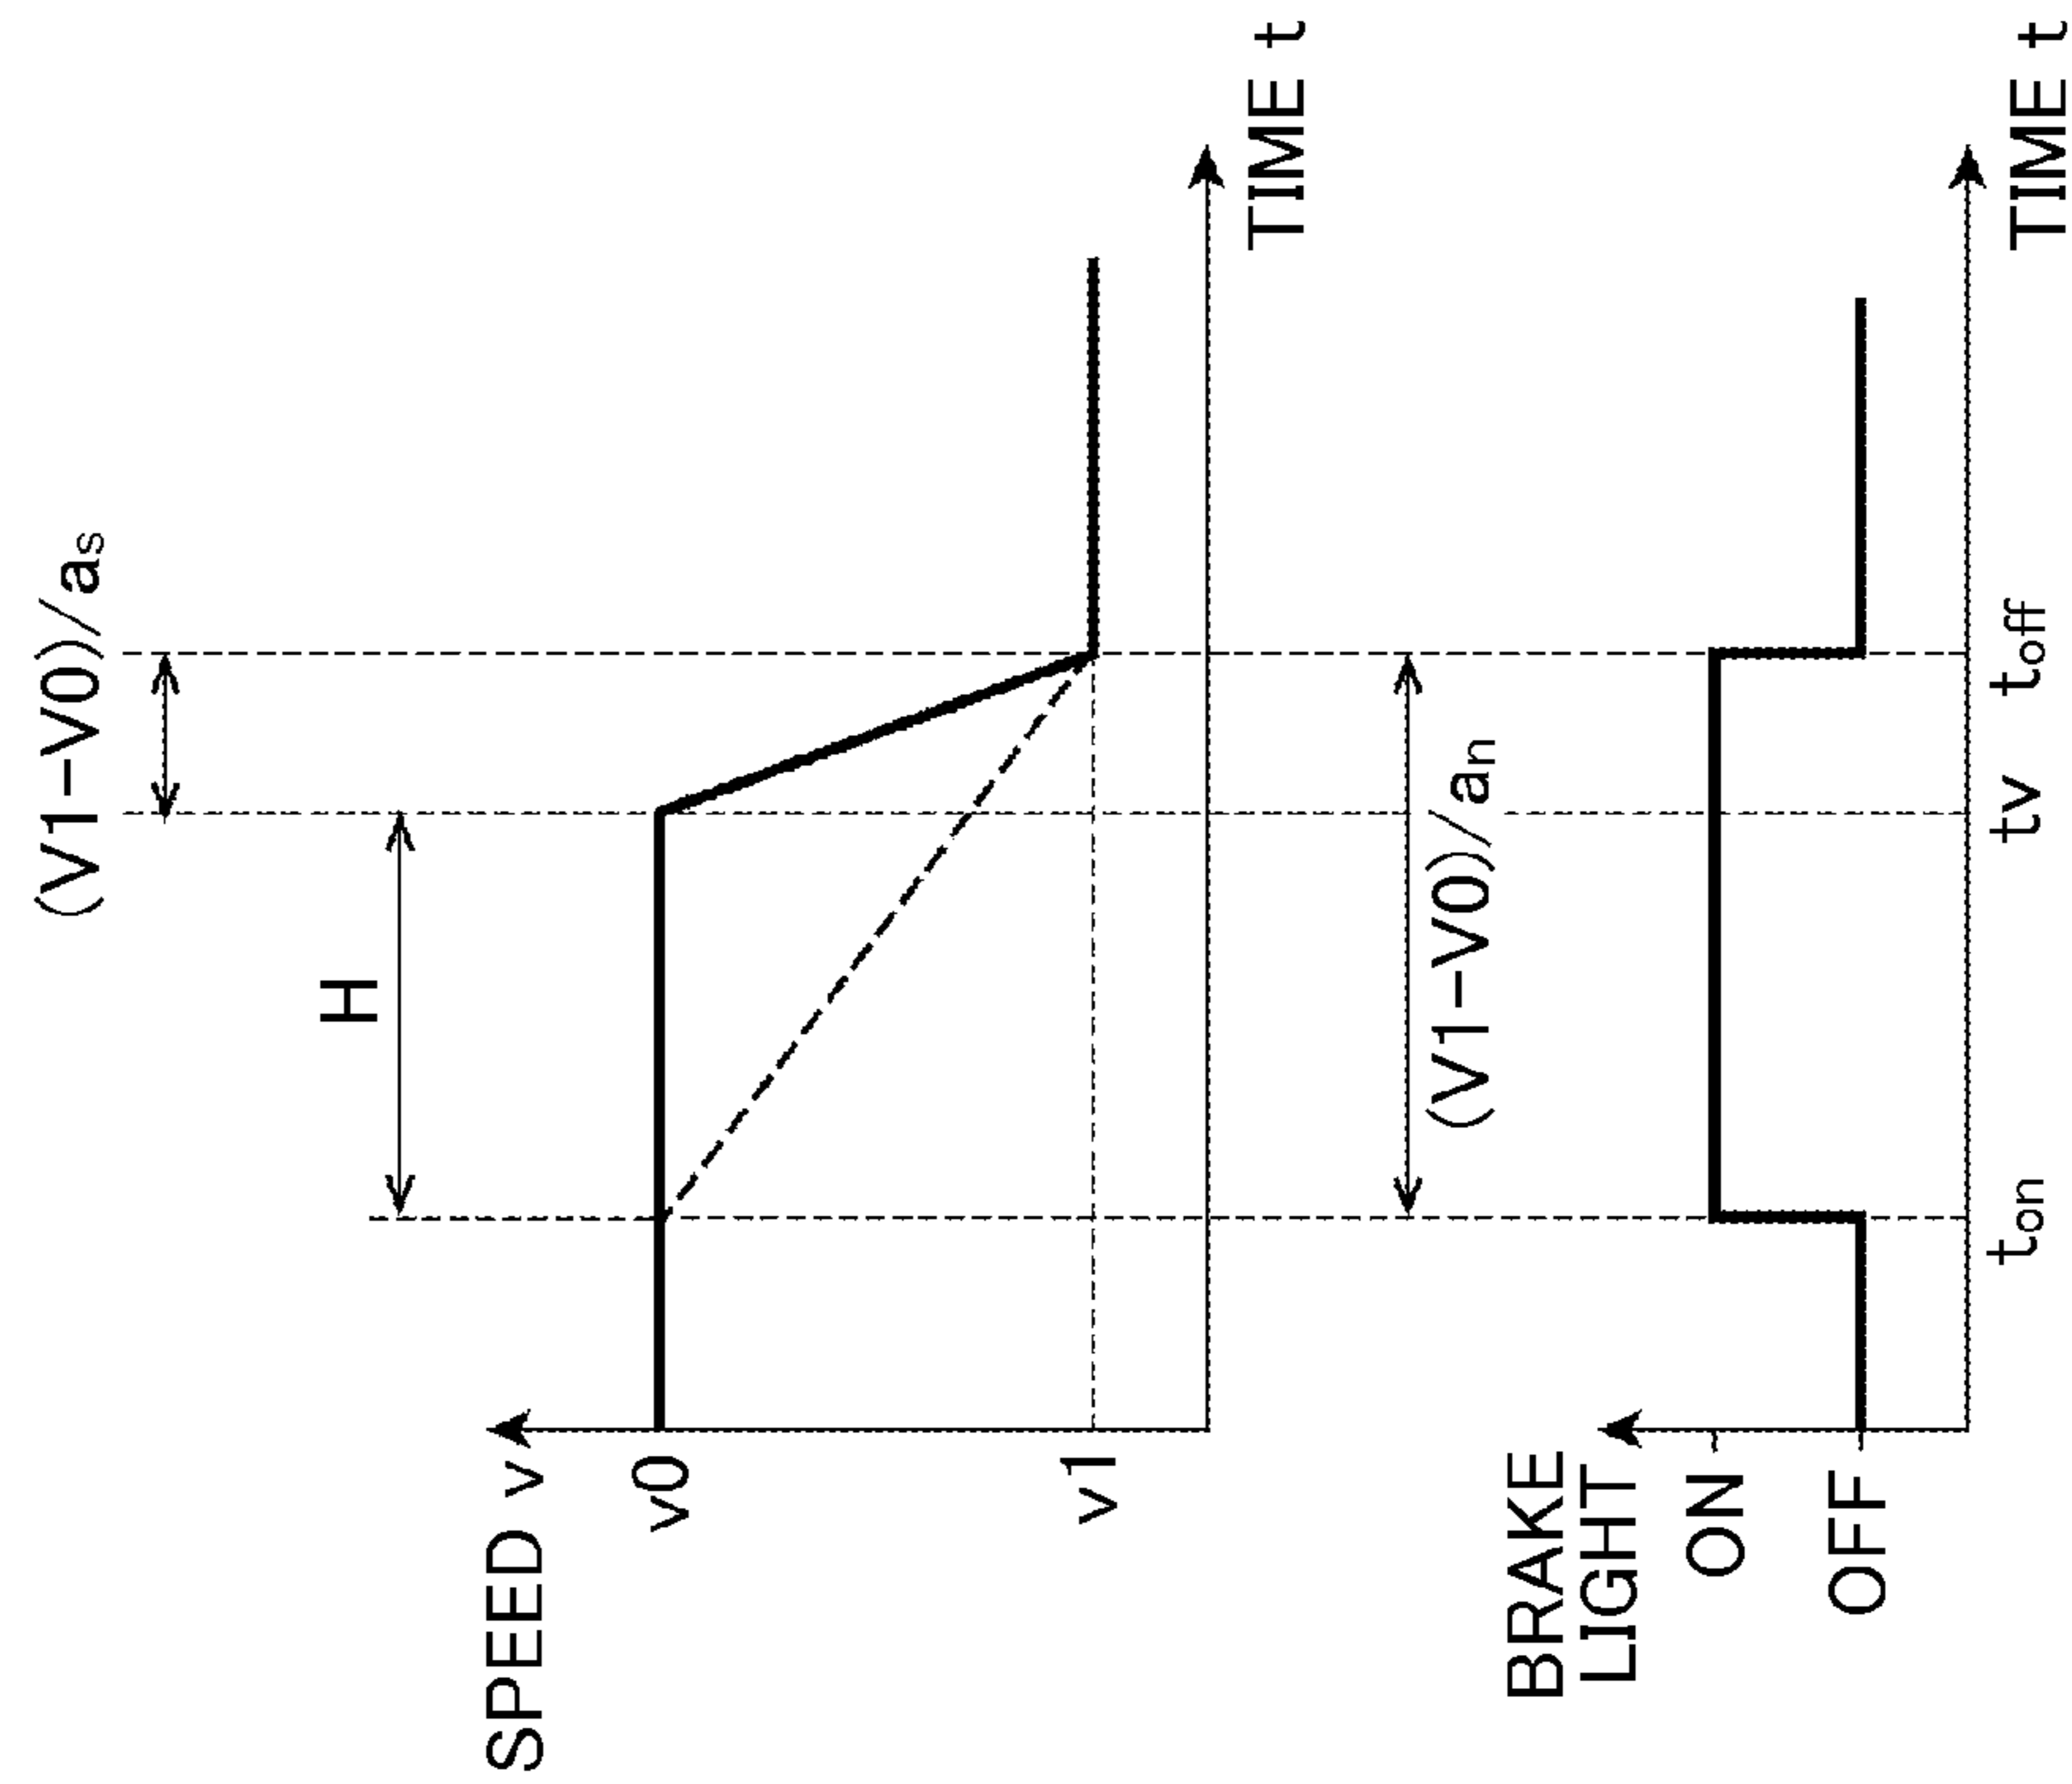 (V1-V0)/as
H
SPEED v
v0
v1
TIME t
(V1-V0)/an
BRAKE
LIGHT
ON
OFF
ton
tv
toff
TIME t